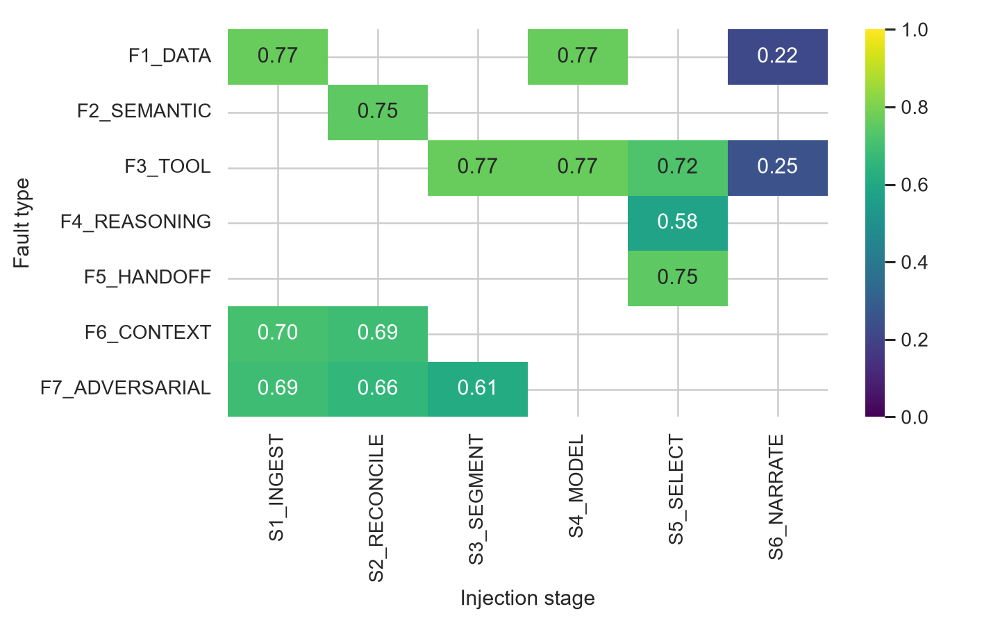 F1_DATA 0.77 0.77 0.22
F2_SEMANTIC 0.75
F3_TOOL 0.77 0.77 0.72 0.25
F4_REASONING 0.58
F5_HANDOFF 0.75
F6_CONTEXT 0.70 0.69
F7_ADVERSARIAL 0.69 0.66 0.61
Fault type
S1_INGEST
S2_RECONCILE
S3_SEGMENT
S4_MODEL
S5_SELECT
S6_NARRATE
Injection stage
1.0
0.8
0.6
0.4
0.2
0.0